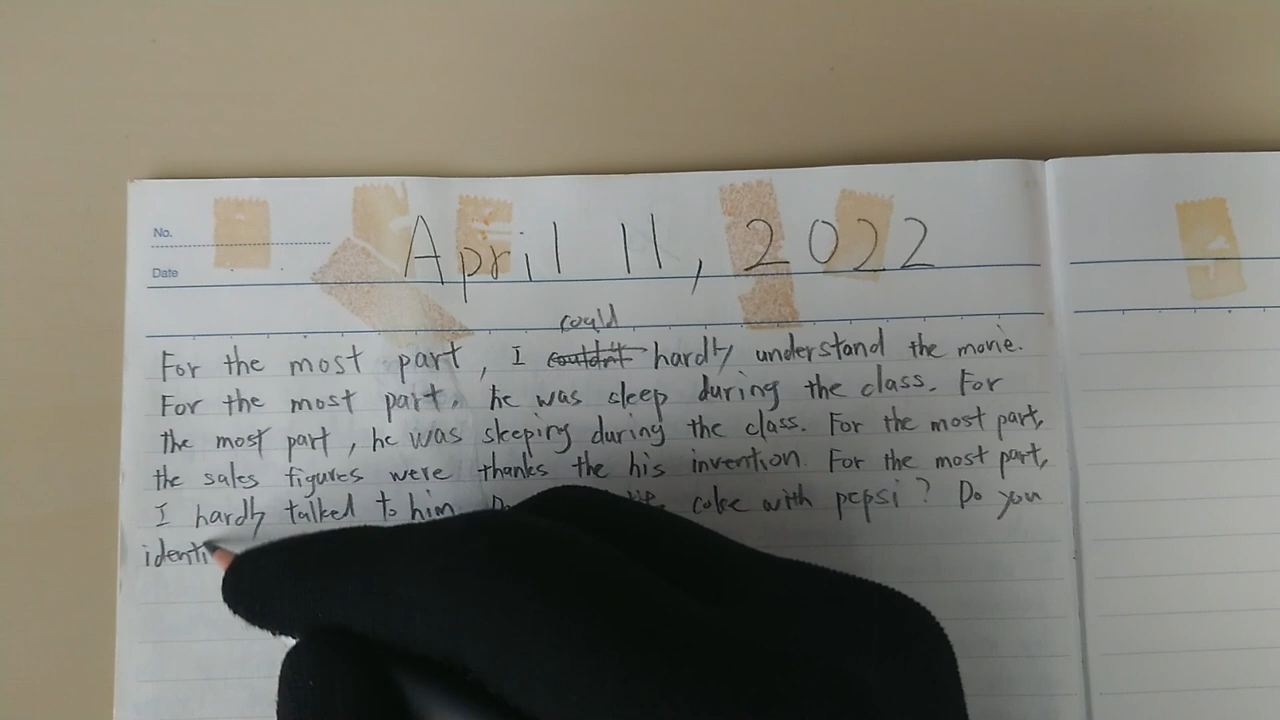 No.
Date
April 11, 2022
could
For the most part, I couldn't hardly understand the movie.
For the most part, he was sleep during the class. For
the most part, he was sleeping during the class. For the most part,
the sales figures were thanks the his invention. For the most part,
I hardly talked to him. coke with pepsi? Do you
identi